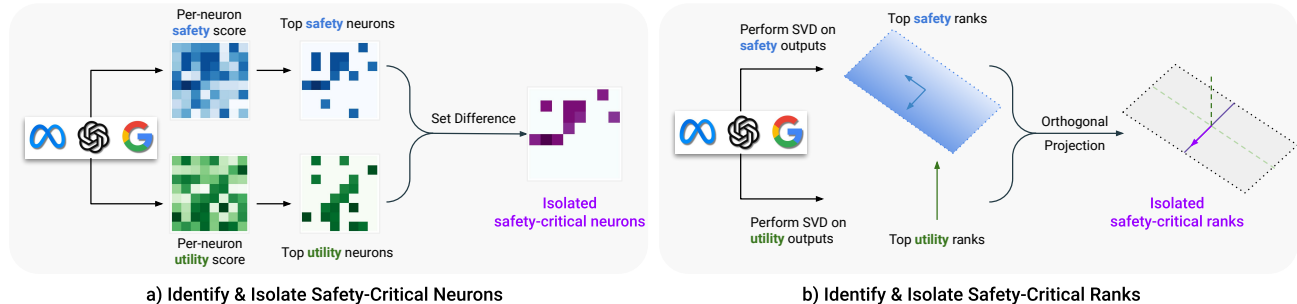 Per-neuron
safety score
Top safety neurons
Set Difference
Isolated
safety-critical neurons
Per-neuron
utility score
Top utility neurons
a) Identify & Isolate Safety-Critical Neurons
Perform SVD on
safety outputs
Top safety ranks
Orthogonal
Projection
Isolated
safety-critical ranks
Perform SVD on
utility outputs
Top utility ranks
b) Identify & Isolate Safety-Critical Ranks